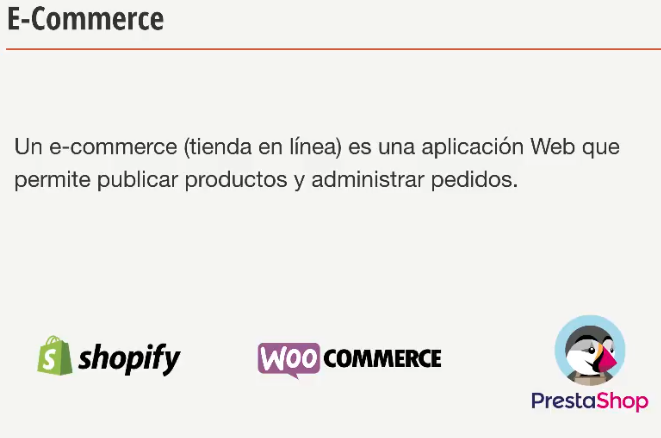 E-Commerce
Un e-commerce (tienda en línea) es una aplicación Web que
permite publicar productos y administrar pedidos.
S shopify
WOO COMMERCE
PrestaShop